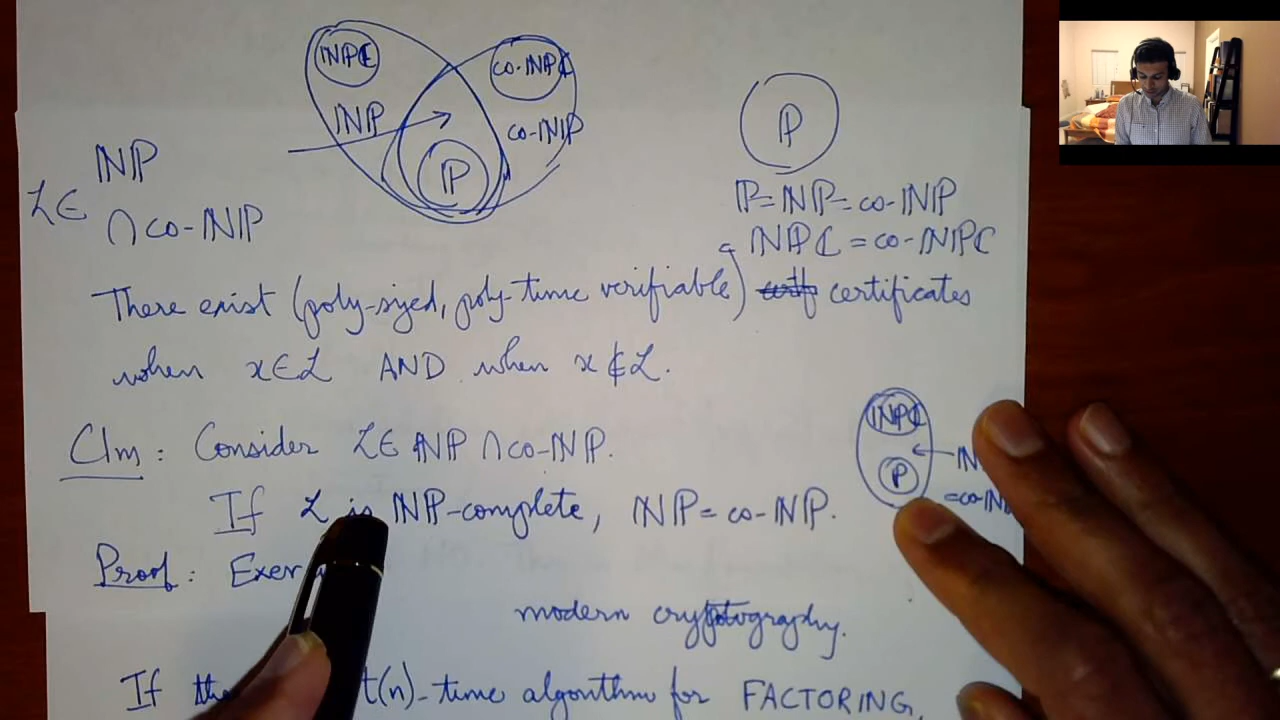 NPC
co-NPC
NP
co-NP
P
P
NP
L ∈
∩ co-NP
P = NP = co-NP
NPC = co-NPC
There exist (poly-sized, poly-time verifiable) certificates
when x ∈ L AND when x ∉ L.
Clm: Consider L ∈ NP ∩ co-NP.
If L is NP-complete, NP = co-NP.
NPC
P
= co-
Proof:
modern cryptography.
If t(n)-time algorithm for FACTORING,